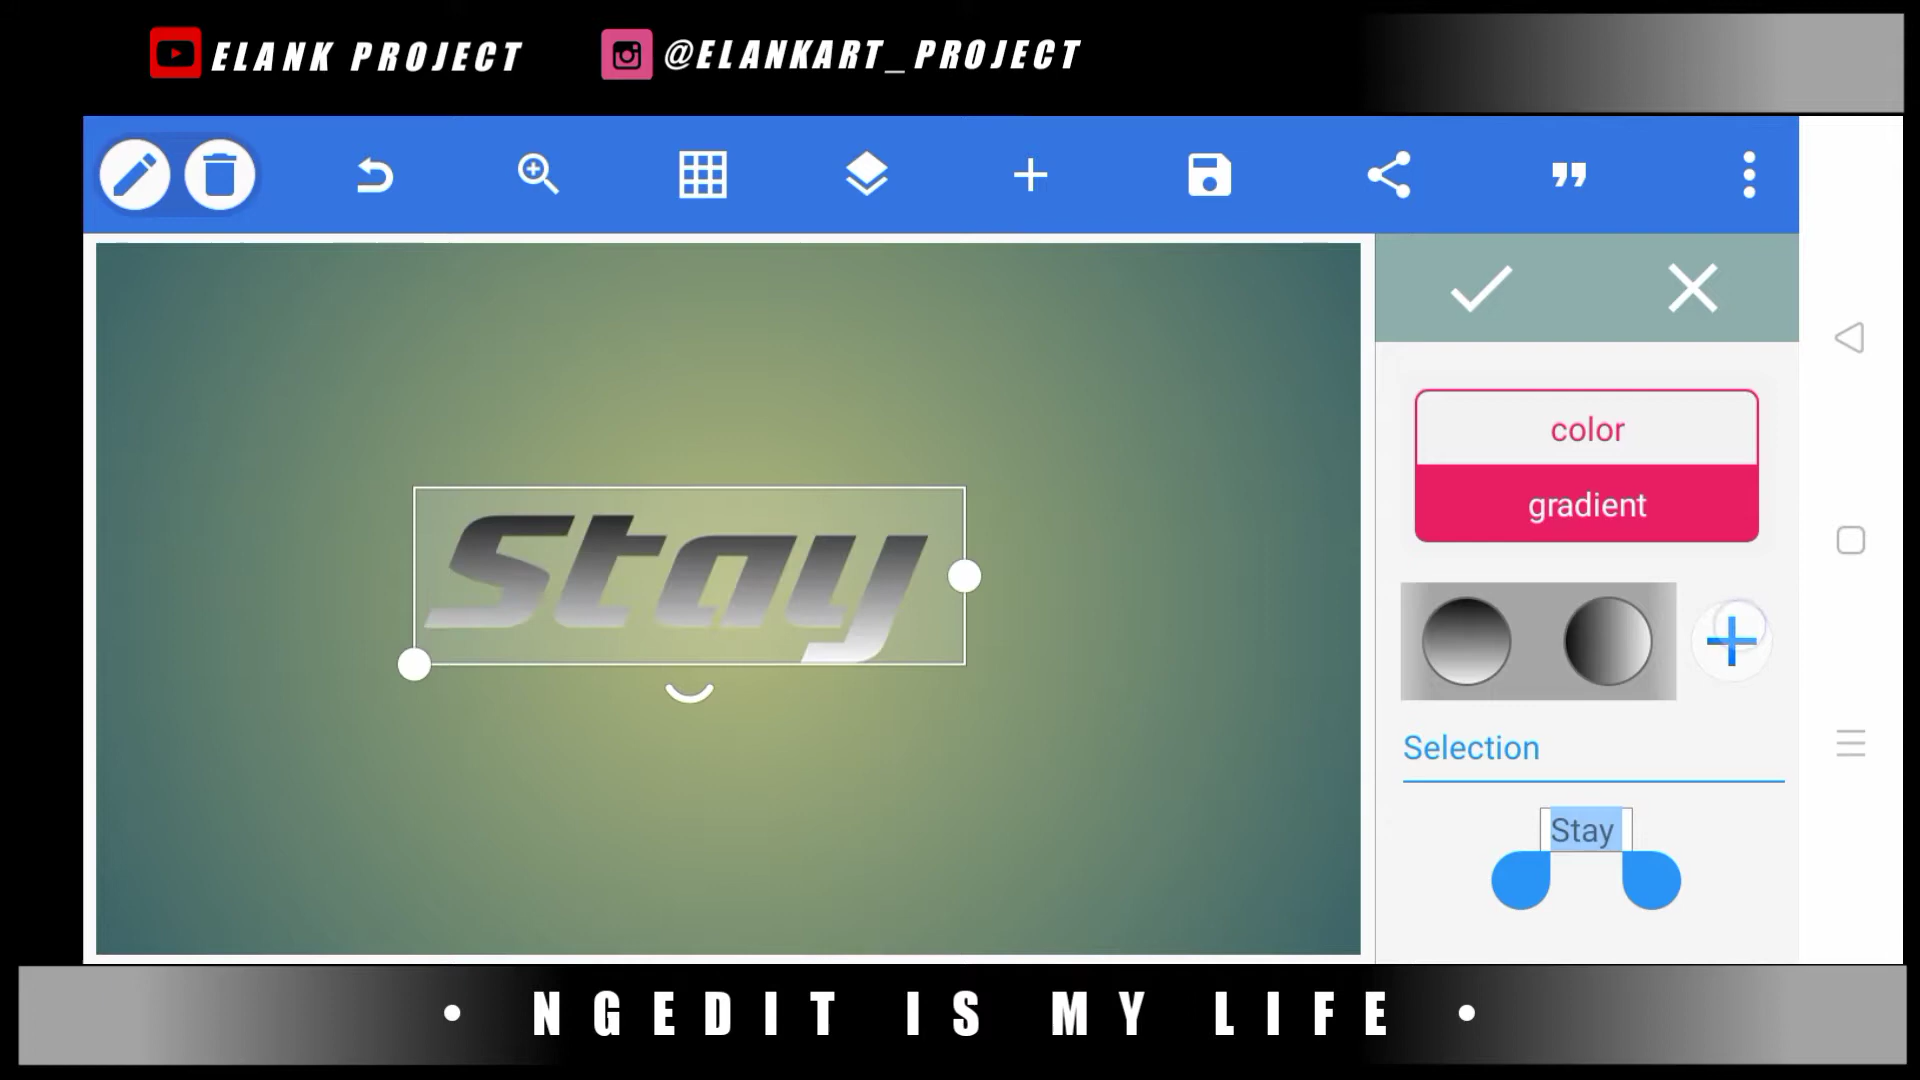 ELANK PROJECT
@ELANKART_PROJECT
color
gradient
Stay
Selection
Stay
• NGEDIT IS MY LIFE •